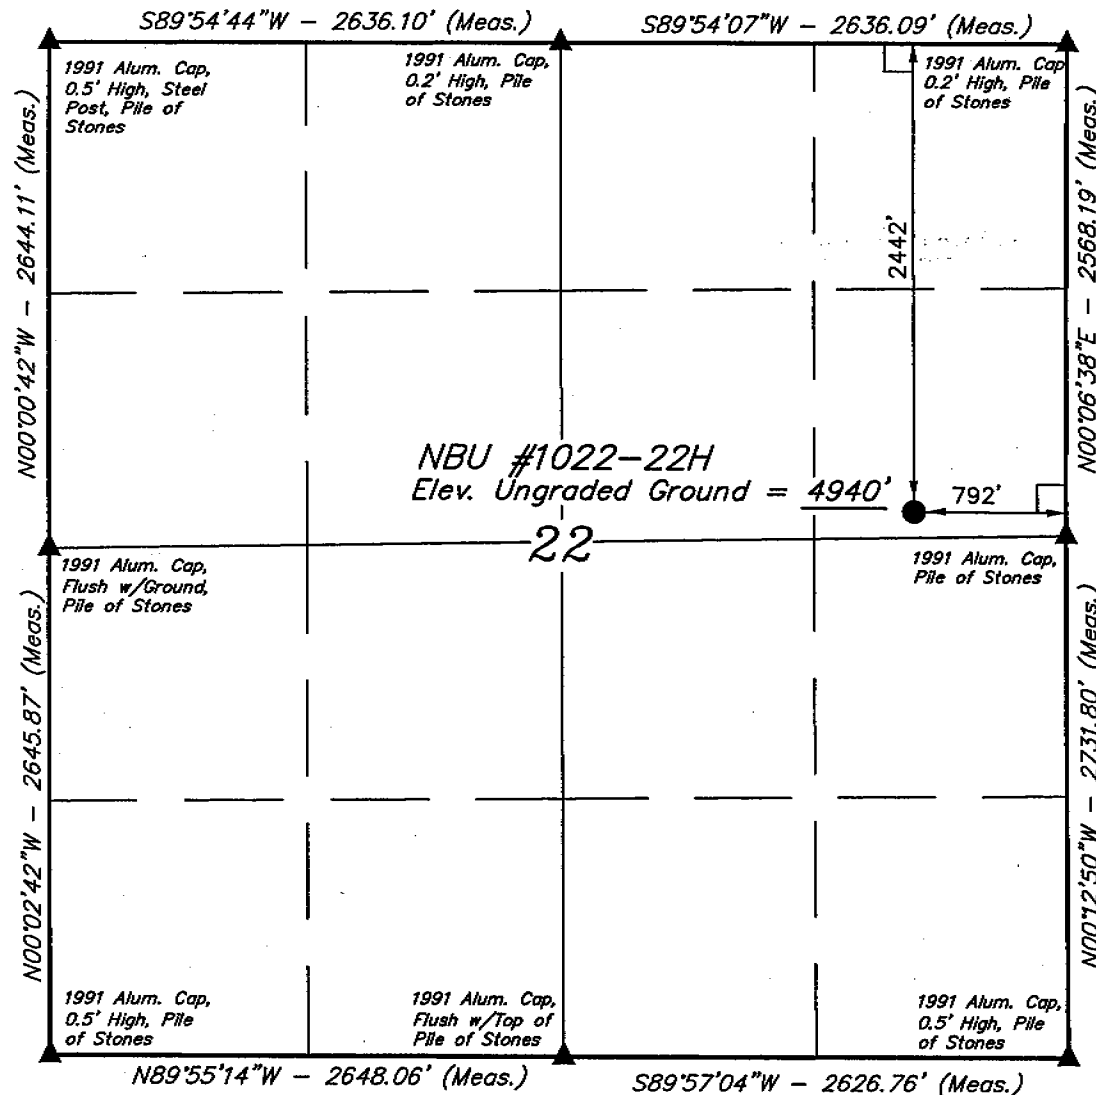 S89°54'44"W - 2636.10' (Meas.)
S89°54'07"W - 2636.09' (Meas.)
1991 Alum. Cap,
0.5' High, Steel
Post, Pile of
Stones
1991 Alum. Cap,
0.2' High, Pile
of Stones
1991 Alum. Cap
0.2' High, Pile
of Stones
N00°00'42"W - 2644.11' (Meas.)
2442'
N00°06'38"E - 2568.19' (Meas.)
NBU #1022-22H
Elev. Ungraded Ground = 4940'
792'
22
1991 Alum. Cap,
Flush w/Ground,
Pile of Stones
1991 Alum. Cap,
Pile of Stones
N00°02'42"W - 2645.87' (Meas.)
N00°12'50"W - 2731.80' (Meas.)
1991 Alum. Cap,
0.5' High, Pile
of Stones
1991 Alum. Cap,
Flush w/Top of
Pile of Stones
1991 Alum. Cap,
0.5' High, Pile
of Stones
N89°55'14"W - 2648.06' (Meas.)
S89°57'04"W - 2626.76' (Meas.)